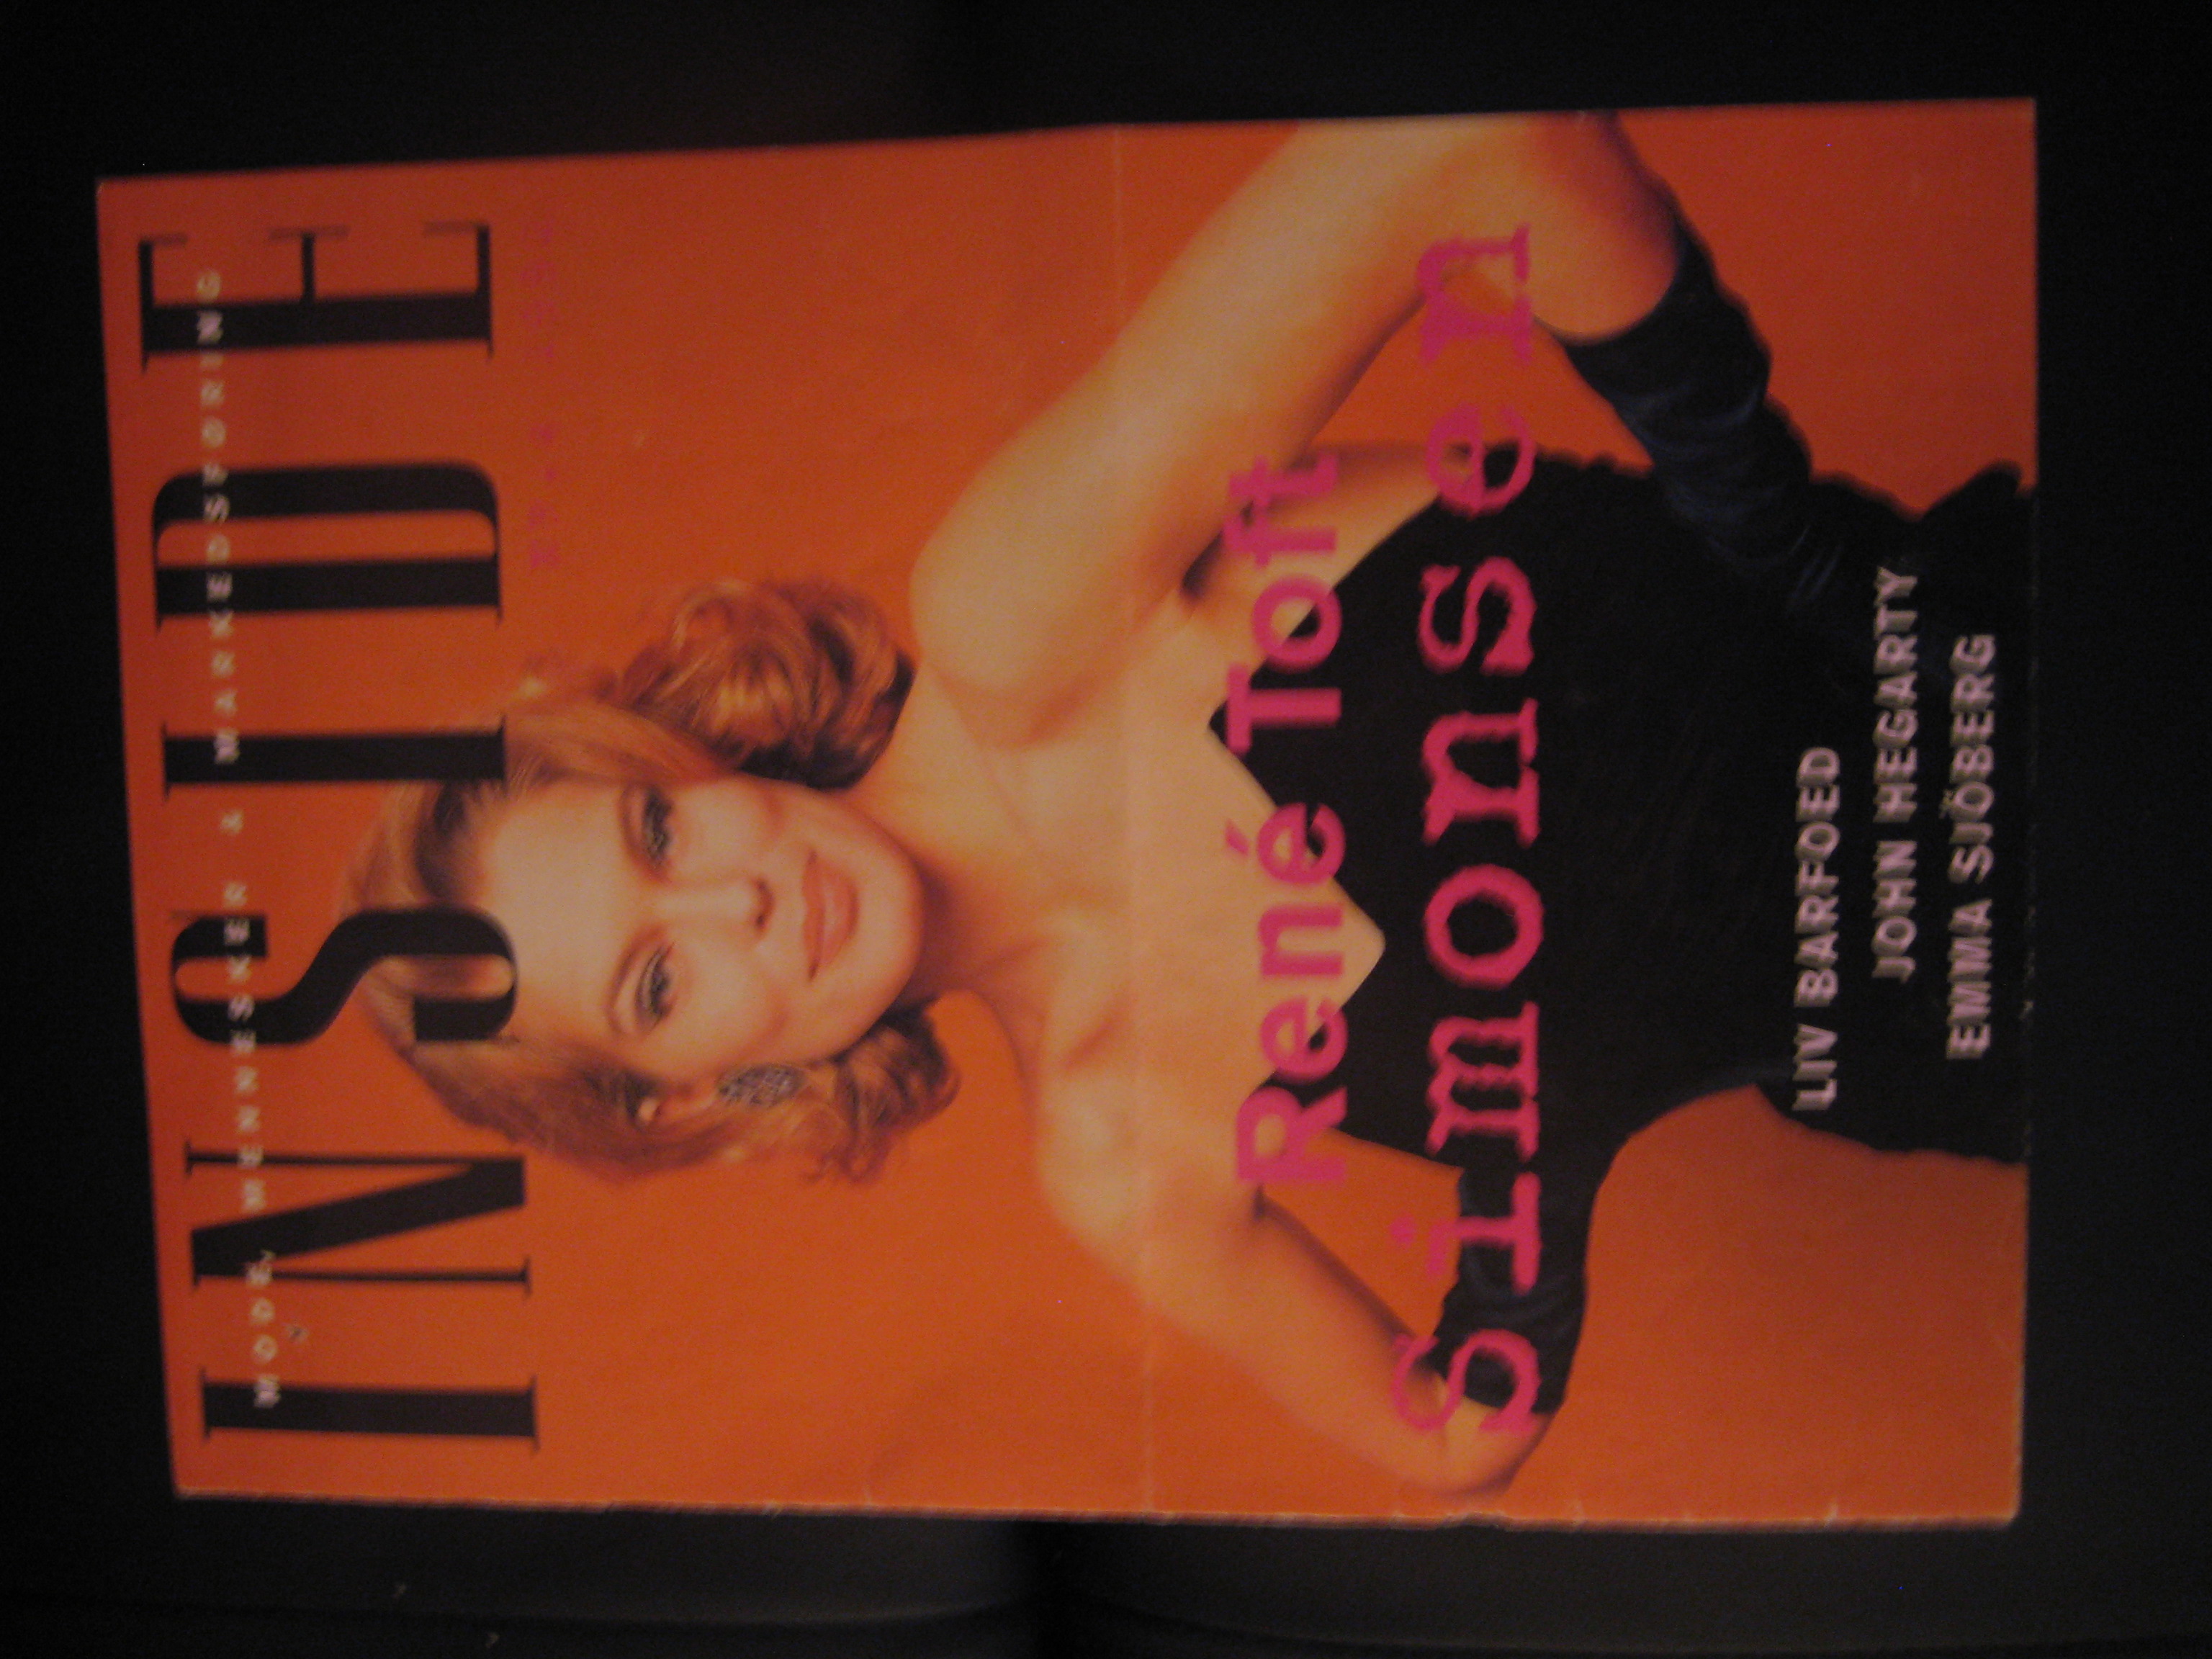 INSIDE
MODE, MENNESKER & MARKEDSFØRING
René Toft
Simonsen
LIV BARFOED
JOHN HEGARTY
EMMA SJÖBERG